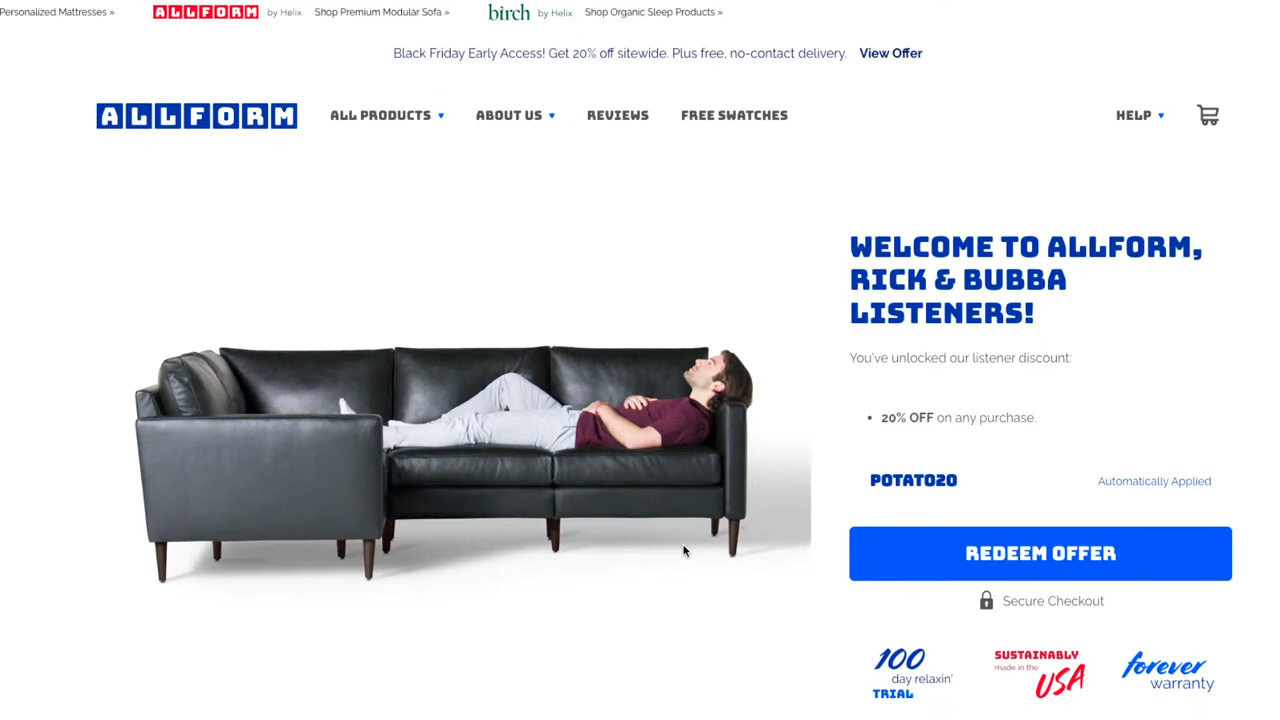 Personalized Mattresses »
ALLFORM by Helix Shop Premium Modular Sofa »
birch by Helix Shop Organic Sleep Products »
Black Friday Early Access! Get 20% off sitewide. Plus free, no-contact delivery. View Offer
ALLFORM
ALL PRODUCTS
ABOUT US
REVIEWS
FREE SWATCHES
HELP
WELCOME TO ALLFORM,
RICK & BUBBA
LISTENERS!
You've unlocked our listener discount:
• 20% OFF on any purchase.
POTATO20 Automatically Applied
REDEEM OFFER
Secure Checkout
100
day relaxin'
TRIAL
SUSTAINABLY
made in the
USA
forever
warranty